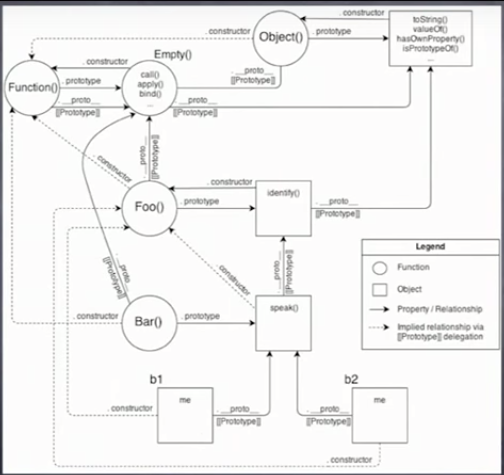 .constructor
Object()
.prototype
toString()
valueOf()
hasOwnProperty()
isPrototypeOf()
...
.constructor
Empty()
.constructor
.__proto__
[[Prototype]]
Function()
.prototype
call()
apply()
bind()
...
.__proto__
[[Prototype]]
.__proto__
[[Prototype]]
.constructor
.__proto__
[[Prototype]]
.constructor
Foo()
.prototype
identify()
.__proto__
[[Prototype]]
Legend
Function
Object
Property / Relationship
Implied relationship via
[[Prototype]] delegation
.__proto__
[[Prototype]]
.constructor
.__proto__
[[Prototype]]
.constructor
Bar()
.prototype
speak()
b1
b2
.constructor
me
.__proto__
[[Prototype]]
.__proto__
[[Prototype]]
me
.constructor